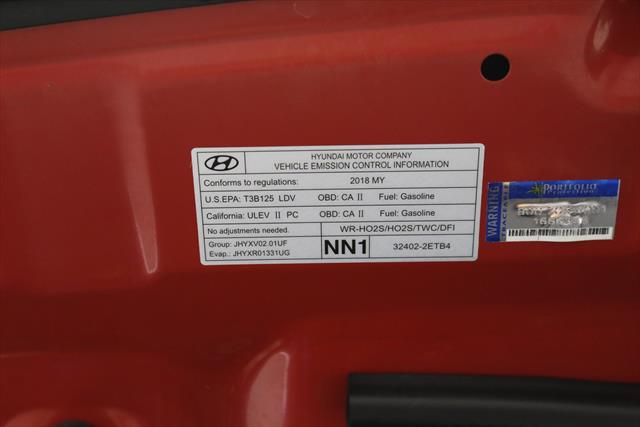 HYUNDAI MOTOR COMPANY
VEHICLE EMISSION CONTROL INFORMATION
Conforms to regulations: 2018 MY
U.S.EPA: T3B125 LDV OBD: CA II Fuel: Gasoline
California: ULEV II PC OBD: CA II Fuel: Gasoline
No adjustments needed. WR-HO2S/HO2S/TWC/DFI
Group: JHYXV02.01UF
Evap.: JHYXR01331UG
NN1 32402-2ETB4
WARNING
PORTFOLIO